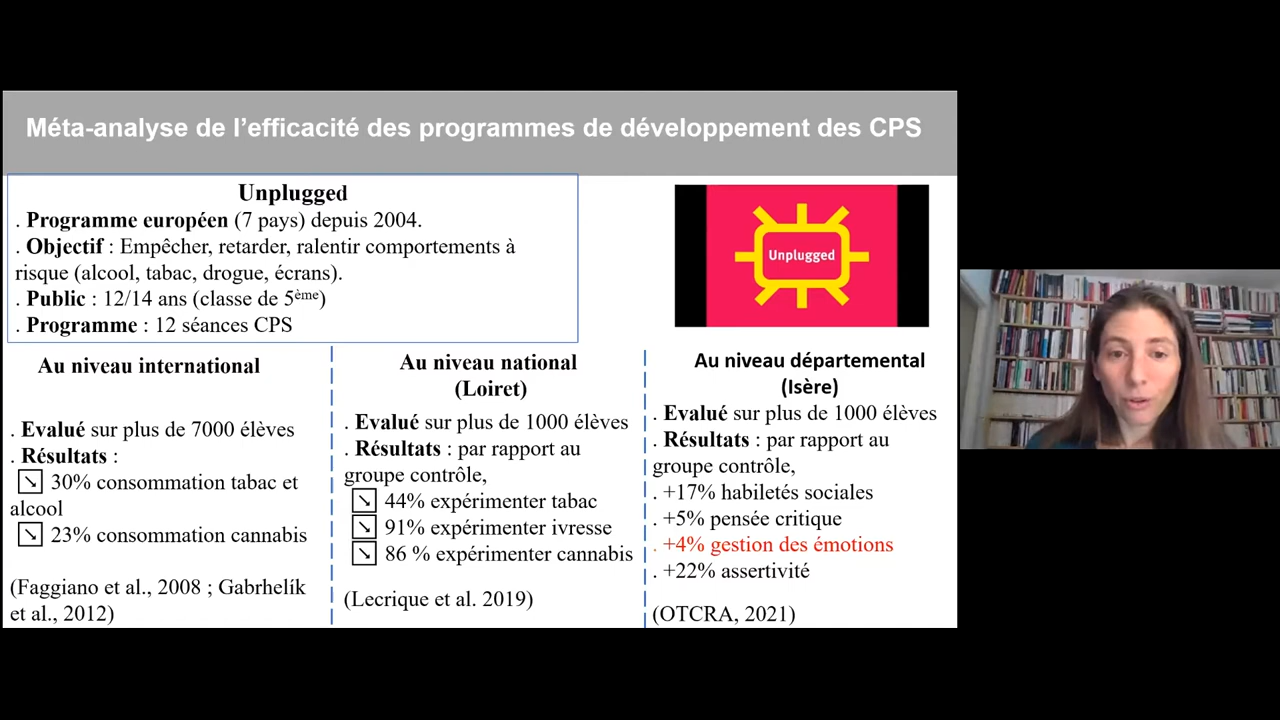 Méta-analyse de l’efficacité des programmes de développement des CPS
Unplugged
. Programme européen (7 pays) depuis 2004.
. Objectif : Empêcher, retarder, ralentir comportements à
risque (alcool, tabac, drogue, écrans).
. Public : 12/14 ans (classe de 5ème)
. Programme : 12 séances CPS
Unplugged
Au niveau international
. Evalué sur plus de 7000 élèves
. Résultats :
↘ 30% consommation tabac et
alcool
↘ 23% consommation cannabis
(Faggiano et al., 2008 ; Gabrhelík
et al., 2012)
Au niveau national
(Loiret)
. Evalué sur plus de 1000 élèves
. Résultats : par rapport au
groupe contrôle,
↘ 44% expérimenter tabac
↘ 91% expérimenter ivresse
↘ 86 % expérimenter cannabis
(Lecrique et al. 2019)
Au niveau départemental
(Isère)
. Evalué sur plus de 1000 élèves
. Résultats : par rapport au
groupe contrôle,
. +17% habiletés sociales
. +5% pensée critique
. +4% gestion des émotions
. +22% assertivité
(OTCRA, 2021)